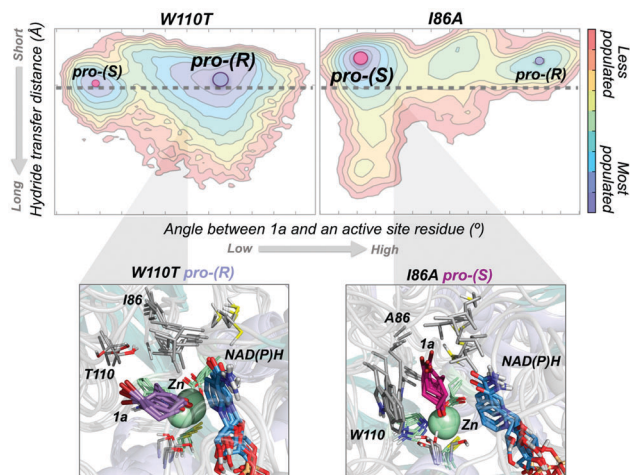 W110T
I86A
Short
Long
Hydride transfer distance (Å)
pro-(S)
pro-(R)
pro-(S)
pro-(R)
Less
populated
Most
populated
Angle between 1a and an active site residue (º)
Low
High
W110T pro-(R)
I86A pro-(S)
I86
T110
NAD(P)H
Zn
1a
A86
1a
NAD(P)H
W110
Zn